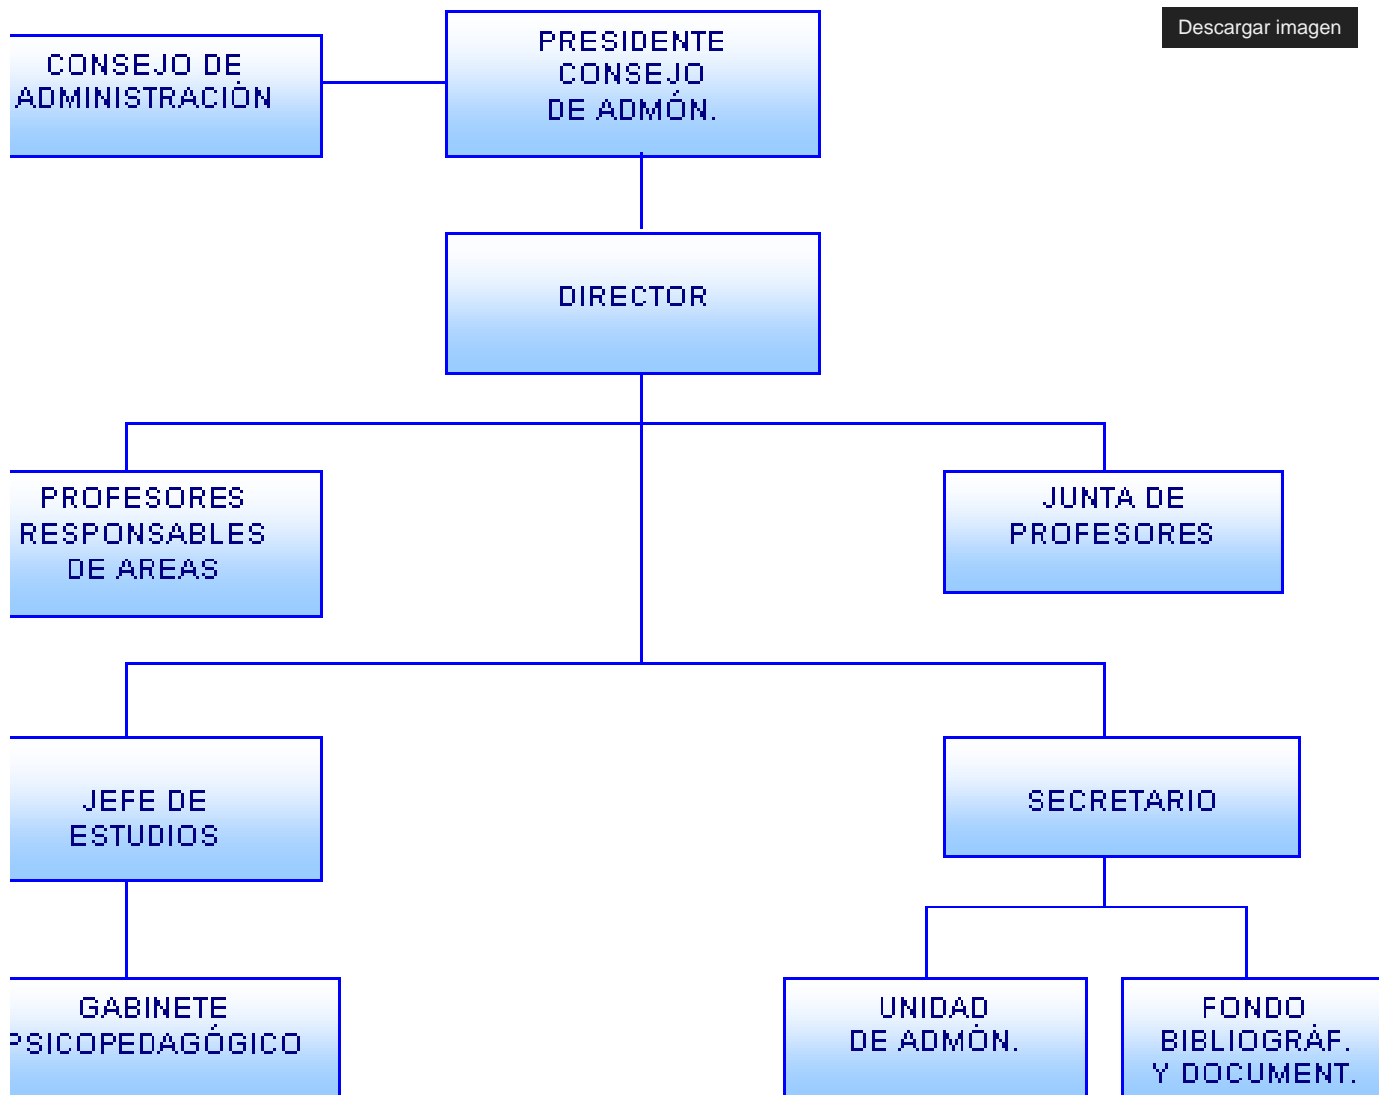 Descargar imagen
CONSEJO DE
ADMINISTRACIÓN
PRESIDENTE
CONSEJO
DE ADMÓN.
DIRECTOR
PROFESORES
RESPONSABLES
DE AREAS
JUNTA DE
PROFESORES
JEFE DE
ESTUDIOS
SECRETARIO
GABINETE
PSICOPEDAGÓGICO
UNIDAD
DE ADMÓN.
FONDO
BIBLIOGRÁF.
Y DOCUMENT.